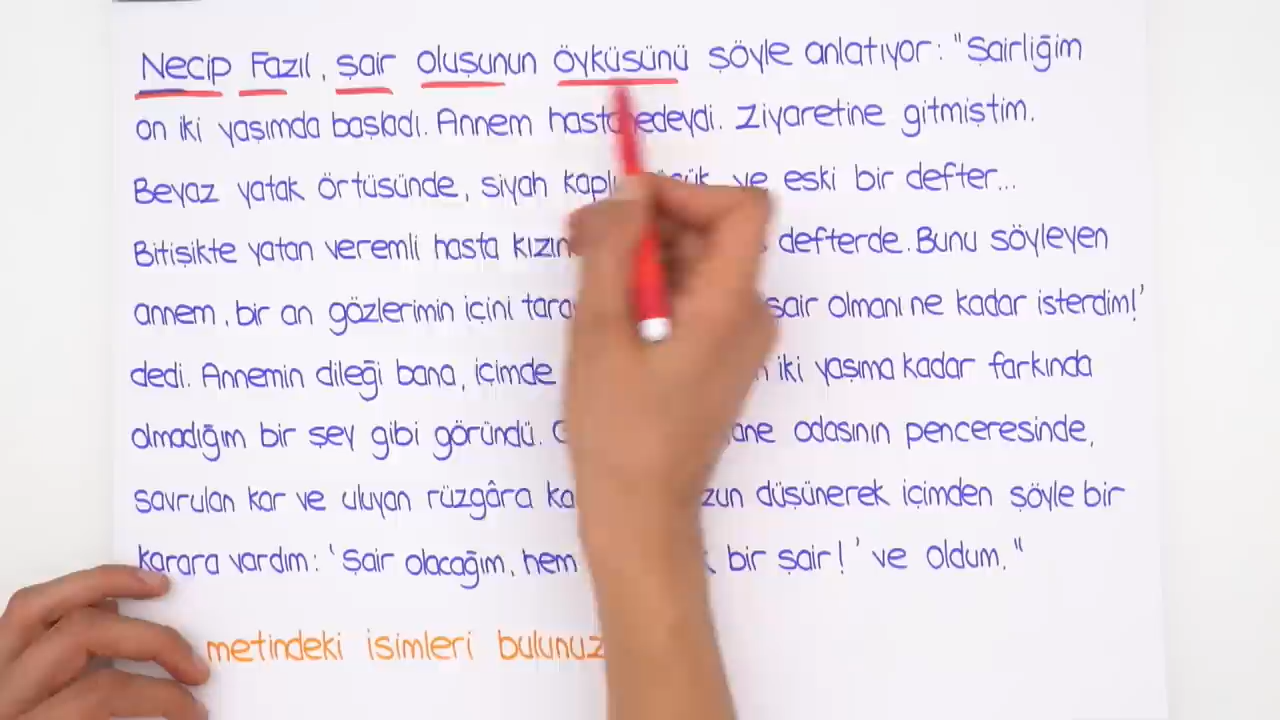 Necip Fazıl, şair oluşunun öyküsünü şöyle anlatıyor: "Şairliğim
on iki yaşımda başladı. Annem hastanedeydi. Ziyaretine gitmiştim.
Beyaz yatak örtüsünde, siyah kaplı, ve eski bir defter...
Bitişikte yatan veremli hasta kızın defterde. Bunu söyleyen
annem, bir an gözlerimin içini şair olmanı ne kadar isterdim!'
dedi. Annemin dileği bana, içimde iki yaşıma kadar farkında
olmadığım bir şey gibi göründü. odasının penceresinde,
savrulan kar ve uluyan rüzgâra düşünerek içimden şöyle bir
karara vardım: 'Şair olacağım, hem bir şair!' ve oldum."
metindeki isimleri bulunuz